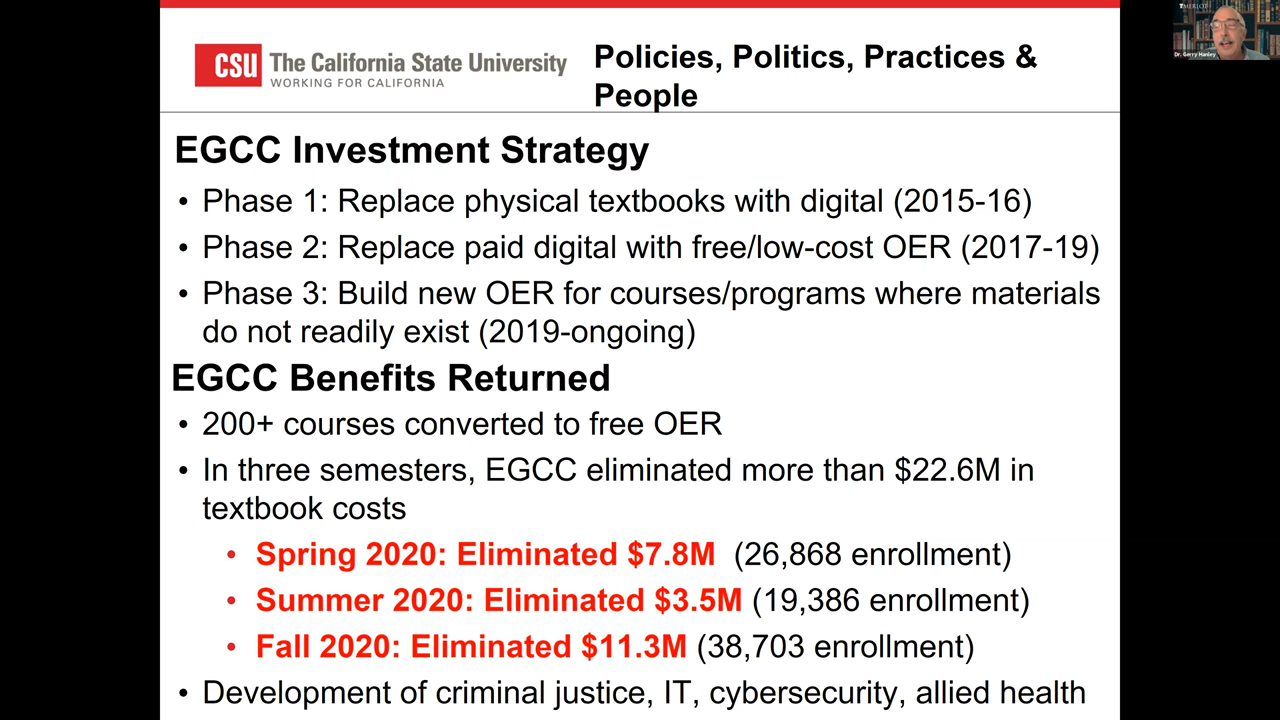 CSU The California State University
WORKING FOR CALIFORNIA
Policies, Politics, Practices &
People
MERLOT
Dr. Gerry Hanley
EGCC Investment Strategy
• Phase 1: Replace physical textbooks with digital (2015-16)
• Phase 2: Replace paid digital with free/low-cost OER (2017-19)
• Phase 3: Build new OER for courses/programs where materials
do not readily exist (2019-ongoing)
EGCC Benefits Returned
• 200+ courses converted to free OER
• In three semesters, EGCC eliminated more than $22.6M in
textbook costs
• Spring 2020: Eliminated $7.8M (26,868 enrollment)
• Summer 2020: Eliminated $3.5M (19,386 enrollment)
• Fall 2020: Eliminated $11.3M (38,703 enrollment)
• Development of criminal justice, IT, cybersecurity, allied health